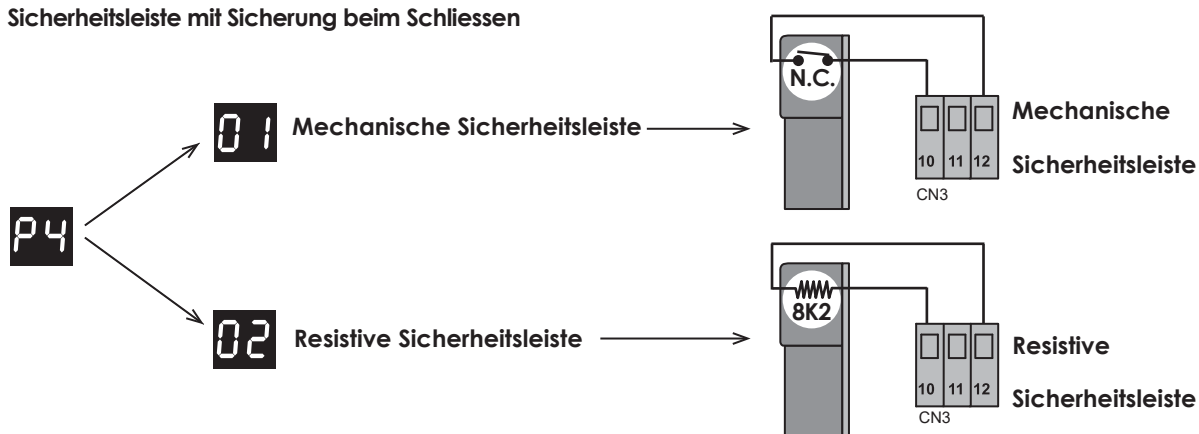 Sicherheitsleiste mit Sicherung beim Schliessen
N.C.
01 Mechanische Sicherheitsleiste
Mechanische
10 11 12
Sicherheitsleiste
CN3
P4
8K2
02 Resistive Sicherheitsleiste
Resistive
10 11 12
Sicherheitsleiste
CN3